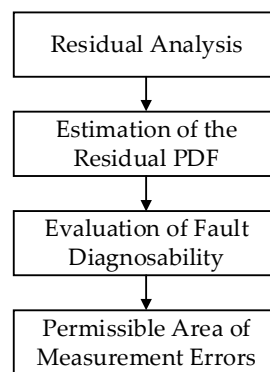 Residual Analysis
Estimation of the
Residual PDF
Evaluation of Fault
Diagnosability
Permissible Area of
Measurement Errors